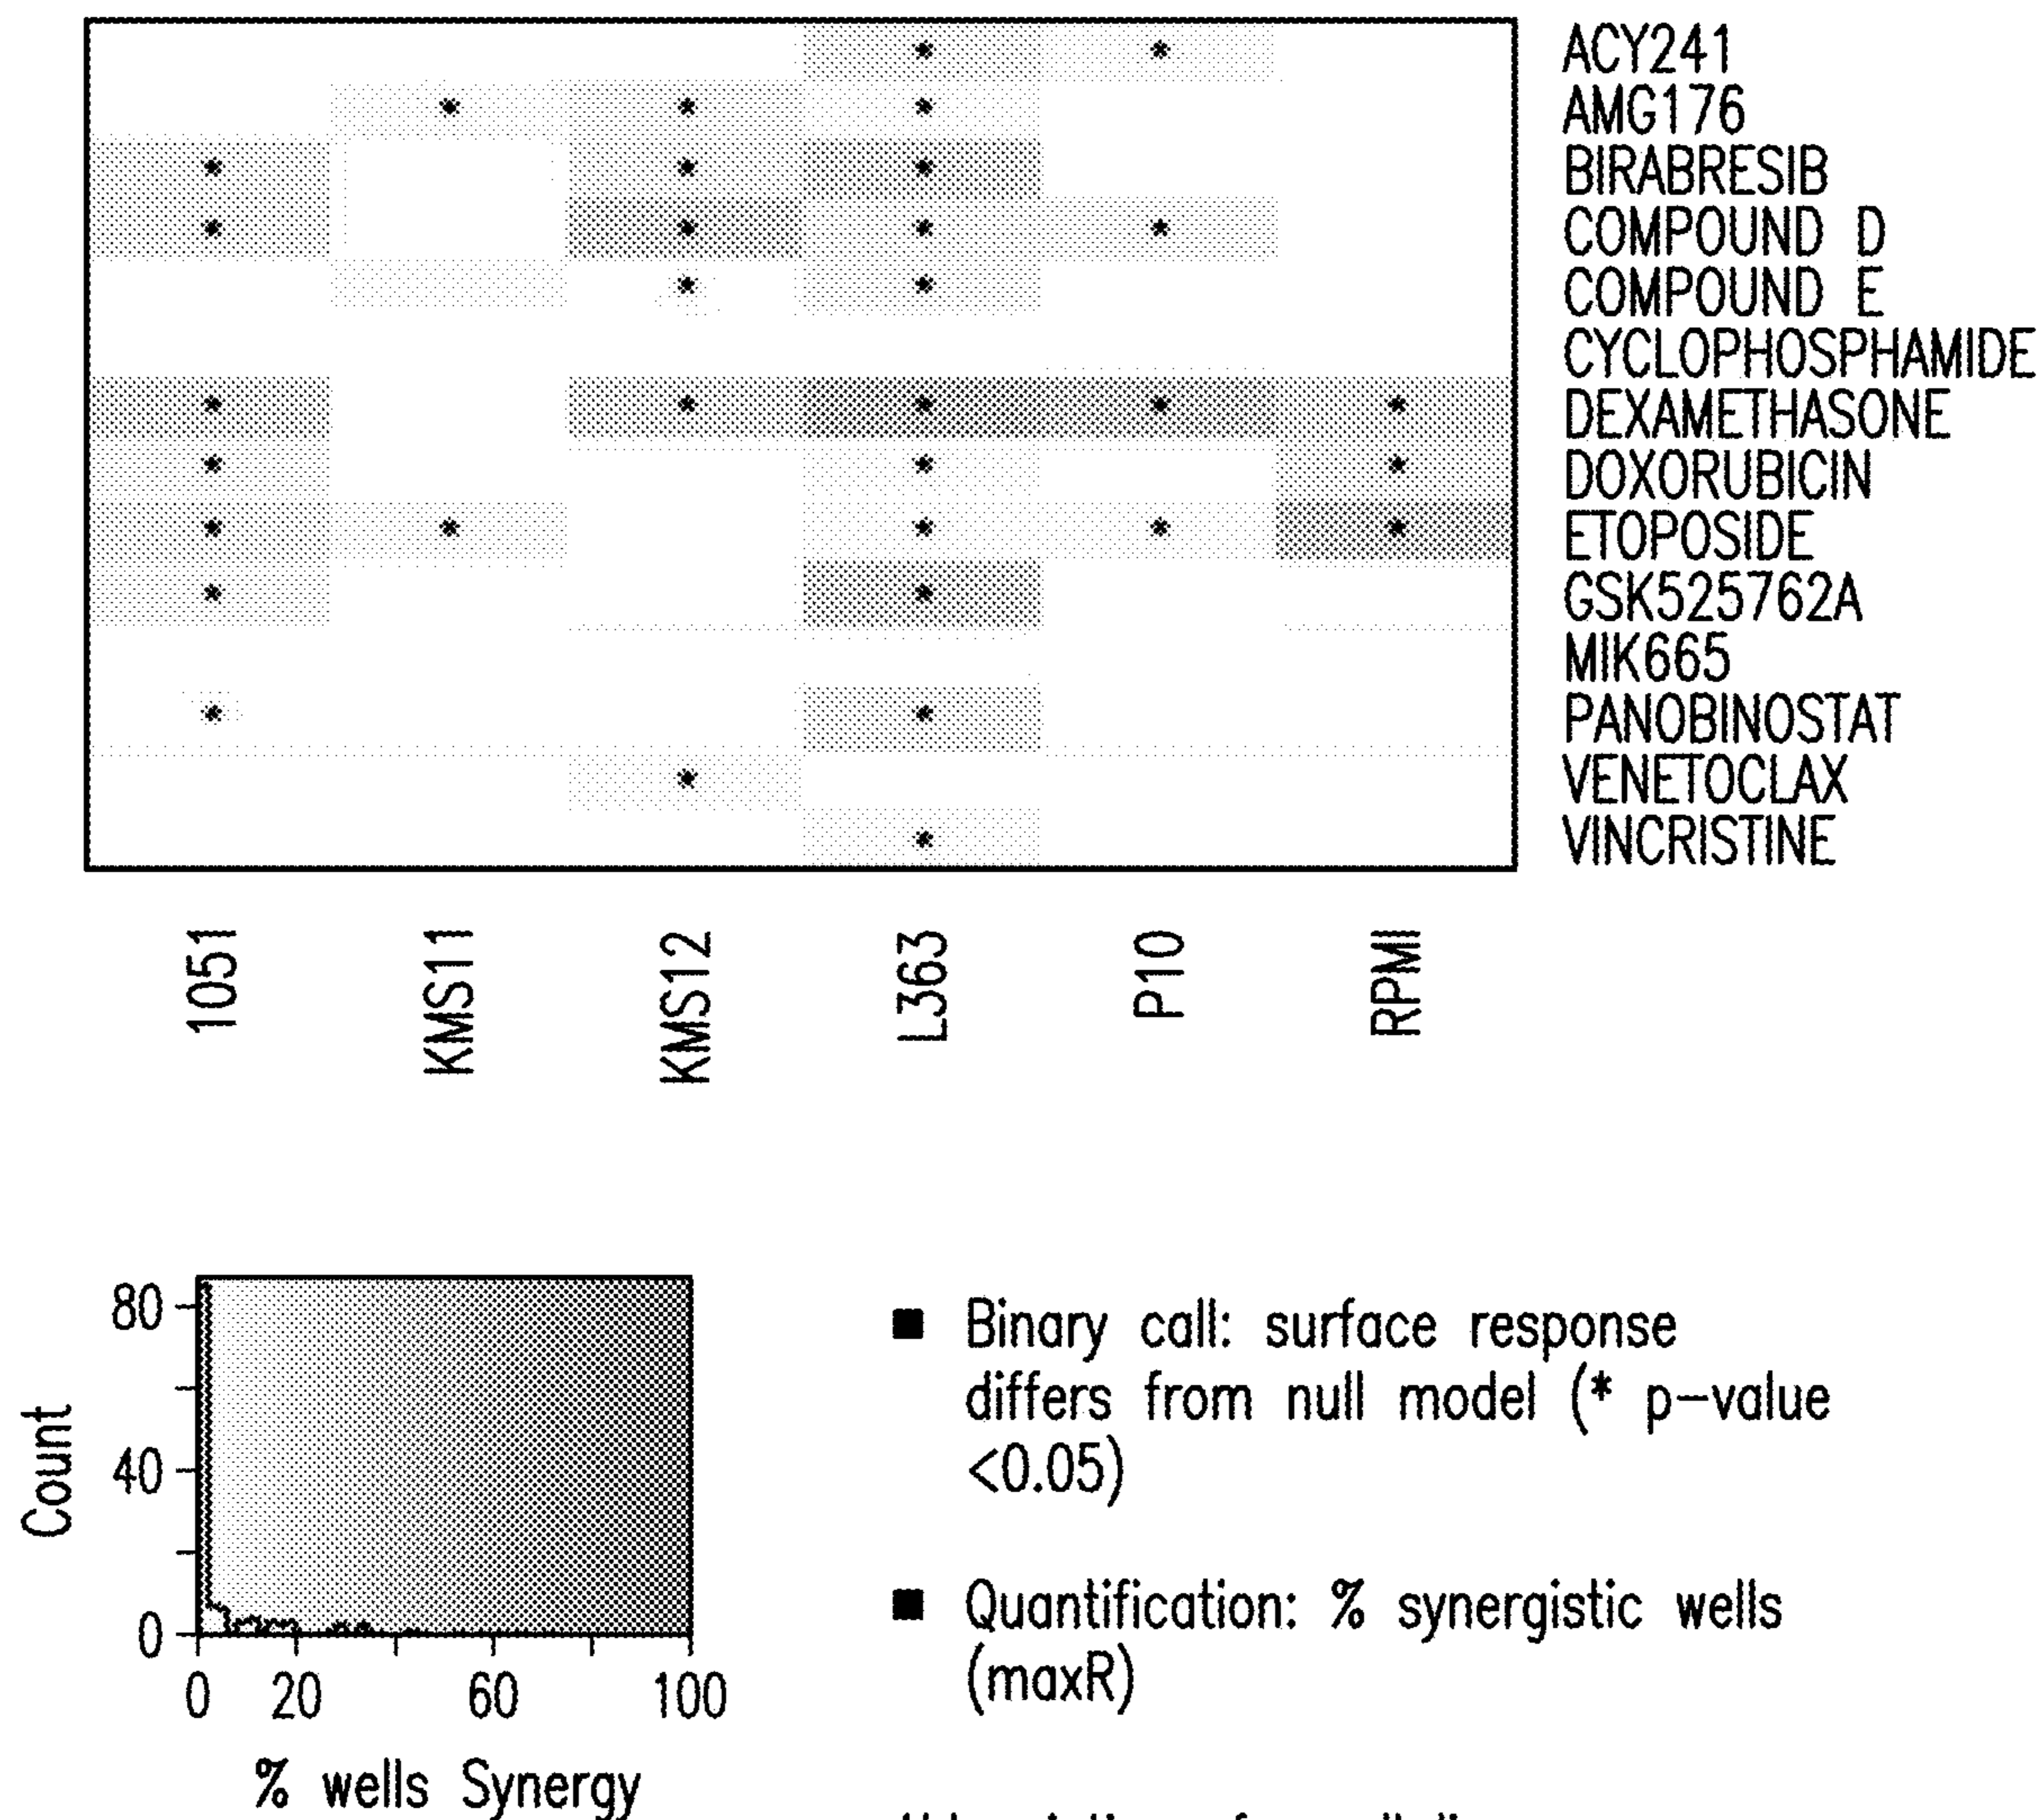 ACY241
AMG176
BIRABRESIB
COMPOUND D
COMPOUND E
CYCLOPHOSPHAMIDE
DEXAMETHASONE
DOXORUBICIN
ETOPOSIDE
GSK525762A
MIK665
PANOBINOSTAT
VENETOCLAX
VINCRISTINE
1051
KMS11
KMS12
L363
P10
RPMI
80
40
0
Count
0 20 60 100
% wells Synergy
■ Binary call: surface response
differs from null model (* p-value
<0.05)
■ Quantification: % synergistic wells
(maxR)